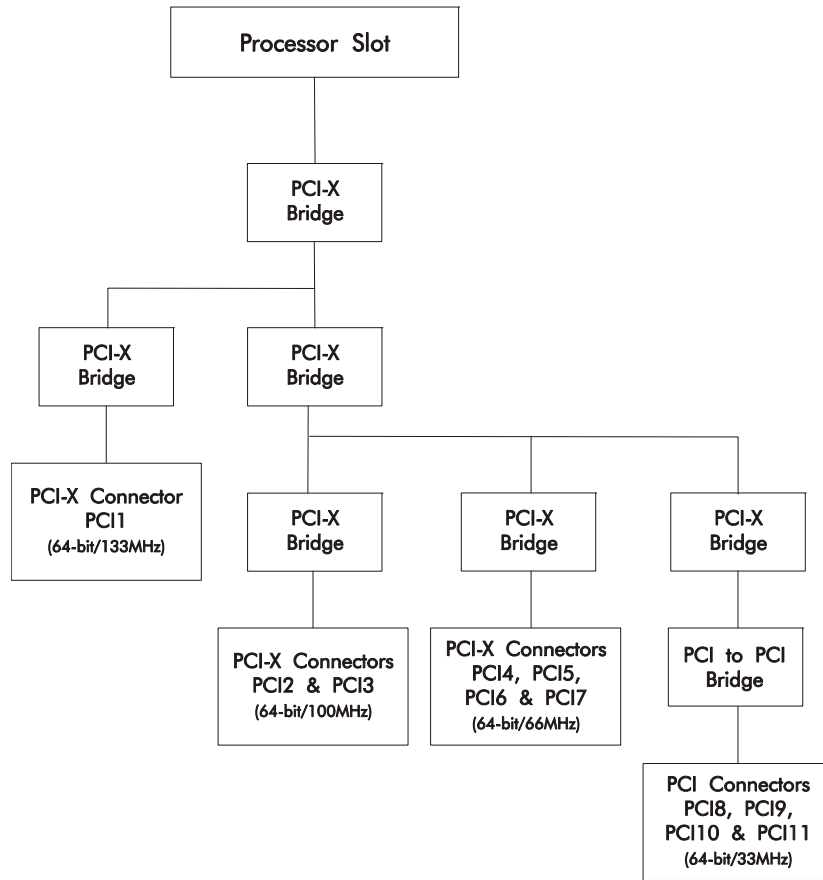 Processor Slot
PCI-X
Bridge
PCI-X
Bridge
PCI-X
Bridge
PCI-X Connector
PCI1
(64-bit/133MHz)
PCI-X
Bridge
PCI-X
Bridge
PCI-X
Bridge
PCI-X Connectors
PCI2 & PCI3
(64-bit/100MHz)
PCI-X Connectors
PCI4, PCI5,
PCI6 & PCI7
(64-bit/66MHz)
PCI to PCI
Bridge
PCI Connectors
PCI8, PCI9,
PCI10 & PCI11
(64-bit/33MHz)